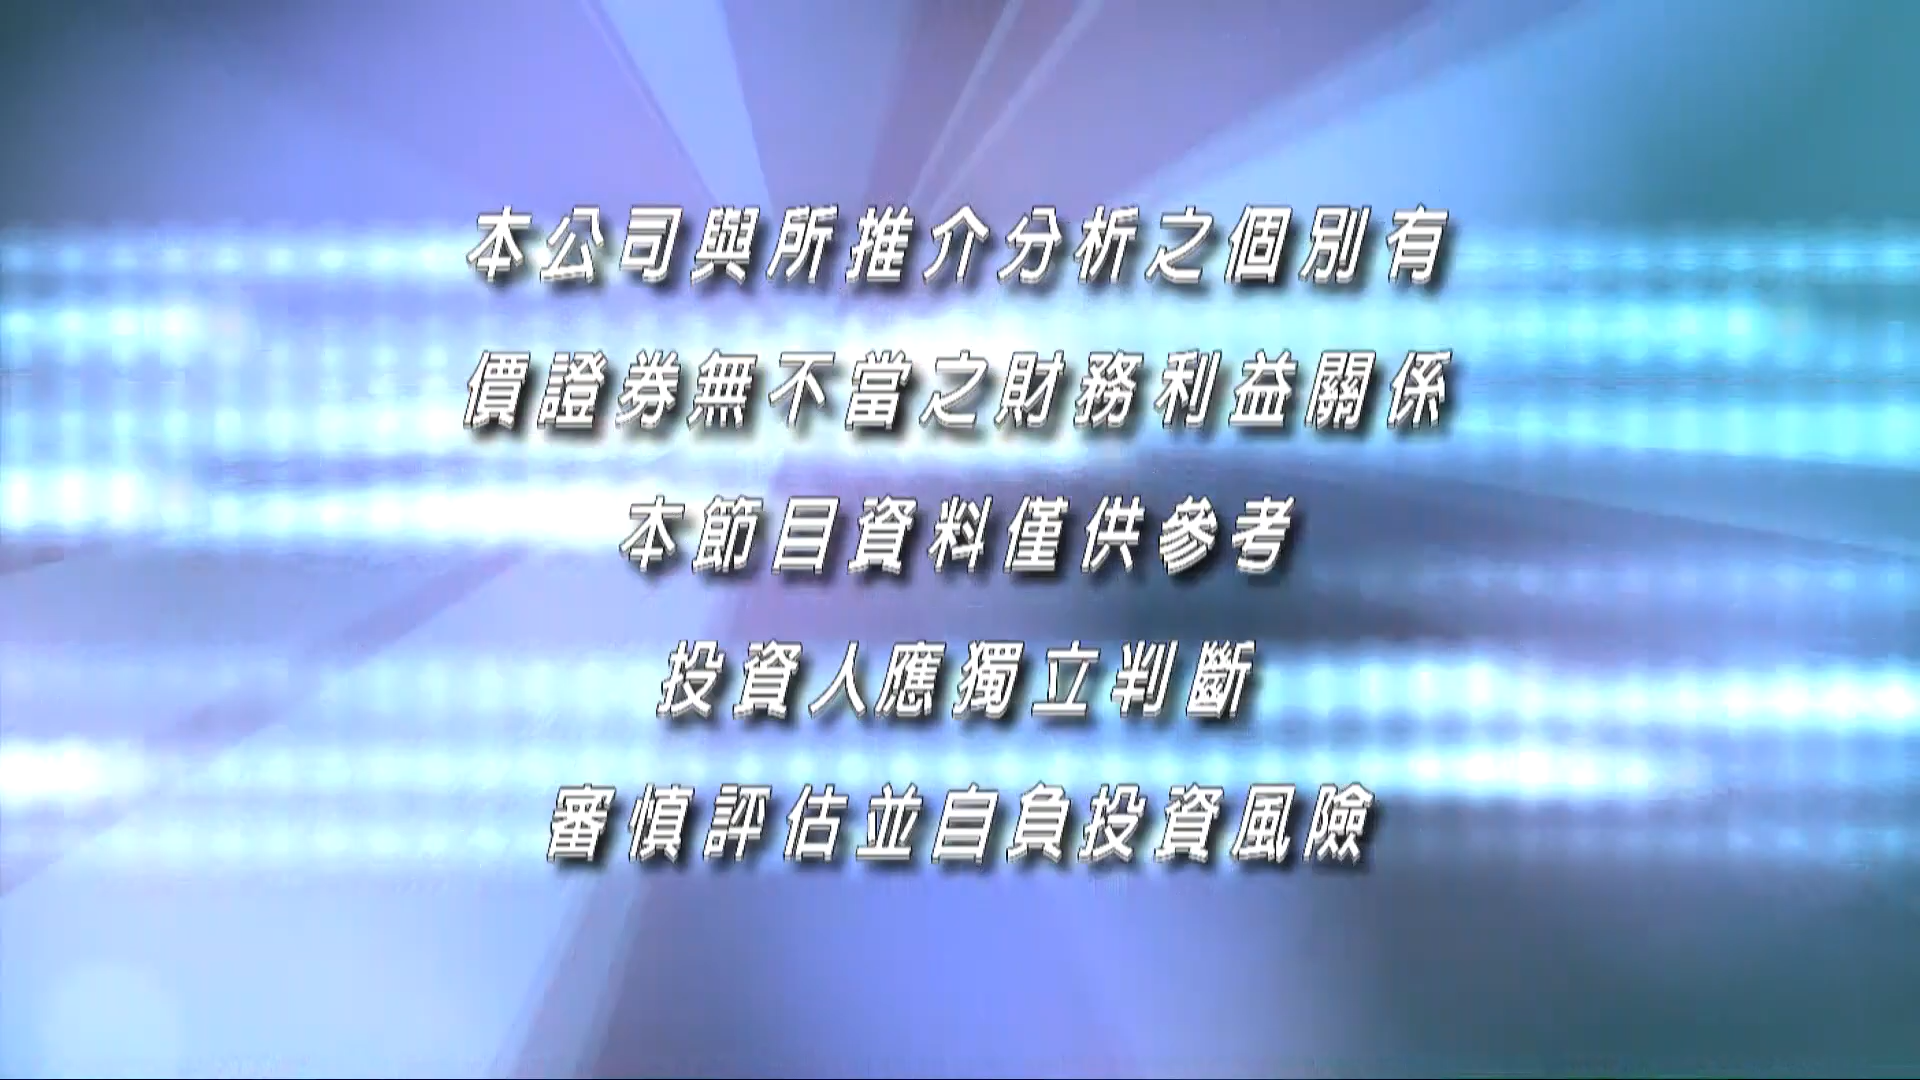 本公司與所推介分析之個別有
價證券無不當之財務利益關係
本節目資料僅供參考
投資人應獨立判斷
審慎評估並自負投資風險